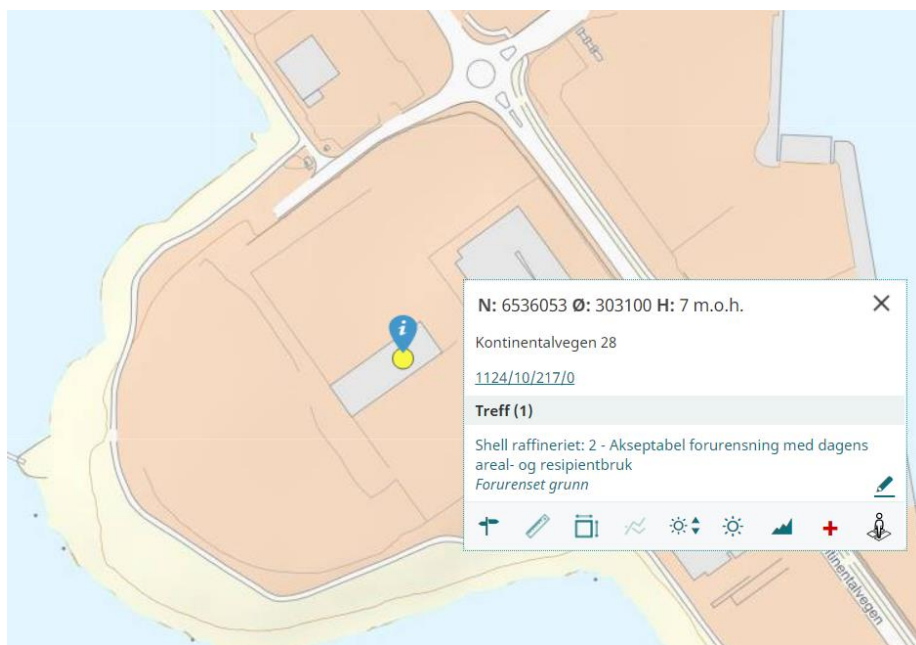 N: 6536053 Ø: 303100 H: 7 m.o.h.
Kontinentalvegen 28
1124/10/217/0
Treff (1)
Shell raffineriet: 2 - Akseptabel forurensning med dagens
areal- og resipientbruk
Forurenset grunn
ntinentalvegen